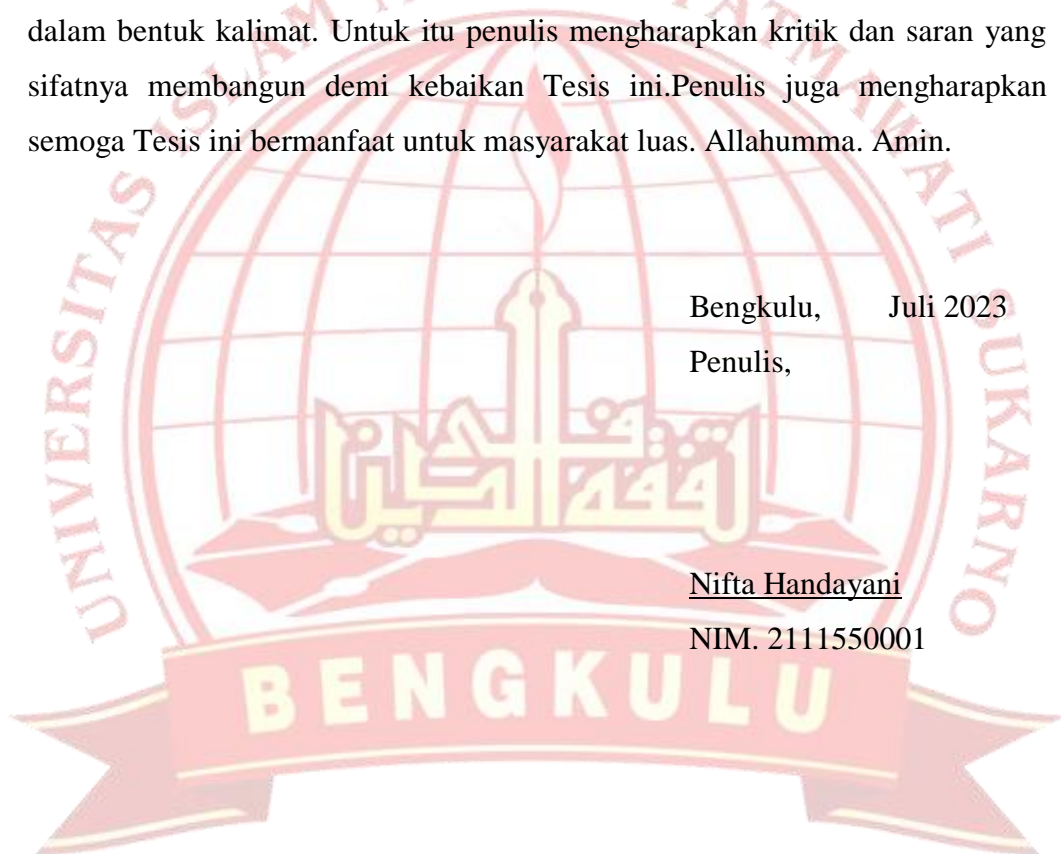 dalam bentuk kalimat. Untuk itu penulis mengharapkan kritik dan saran yang
sifatnya membangun demi kebaikan Tesis ini.Penulis juga mengharapkan
semoga Tesis ini bermanfaat untuk masyarakat luas. Allahumma. Amin.
Bengkulu, Juli 2023
Penulis,
Nifta Handayani
NIM. 2111550001
UNIVERSITAS ISLAM
SUKARNO
BENGKULU